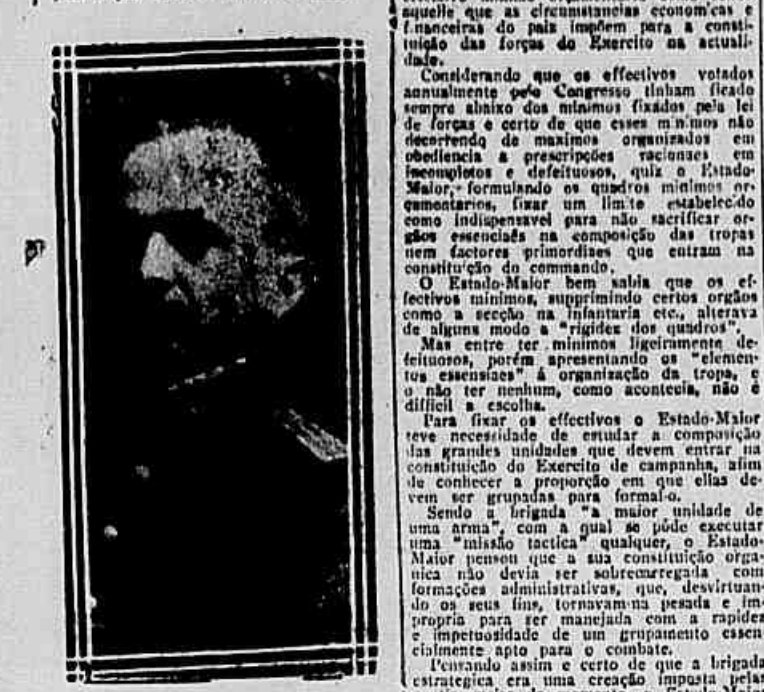 aquelle que as circumstancias economicas e
financeiras do paiz impõem para a consti-
tuição das forças do Exercito na actuali-
dade.
Considerando que os effectivos votados
annualmente pelo Congresso tinham ficado
sempre abaixo dos minimos fixados pela lei
de forças e certo de que esses minimos não
decorrendo de maximos organizados em
obediencia a prescripções racionaes em
incompletos e defeituosos, quiz o Estado-
Maior, formulando os quadros minimos or-
çamentarios, fixar um limite estabelecido
como indispensavel para não sacrificar or-
gãos essenciaes na composição das tropas
nem factores primordiaes que entram na
constituição do commando.
O Estado-Maior bem sabia que os ef-
fectivos minimos, supprimindo certos orgãos
como a secção na infantaria etc., alterava
de alguns modo a "rigidez dos quadros".
Mas entre ter minimos ligeiramente de-
feituosos, porém apresentando os "elemen-
tos essensiaes" á organização da tropa, e
o não ter nenhum, como acontecia, não é
difficil a escolha.
Para fixar os effectivos o Estado-Maior
teve necessidade de estudar a composição
das grandes unidades que devem entrar na
constituição do Exercito de campanha, afim
de conhecer a proporção em que ellas de-
vem ser grupadas para formal-o.
Sendo a brigada "a maior unidade de
uma arma", com a qual se póde executar
uma "missão tactica" qualquer, o Estado-
Maior pensou que a sua constituição orga-
nica não devia ser sobrecarregada com
formações administrativas, que, desvirtuan-
do os seus fins, tornavam-na pesada e im-
propria para ser manejada com a rapidez
e impetuosidade de um grupamento essen-
cialmente apto para o combate.
Pensando assim e certo de que a brigada
estrategica era uma creação imposta pelas